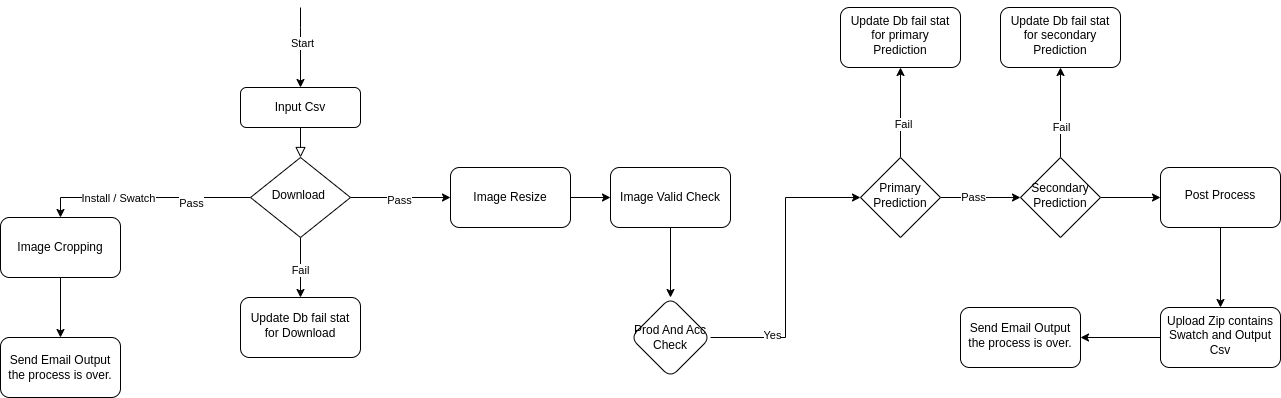 Start
Input Csv
Download
Install / Swatch
Pass
Image Cropping
Send Email Output
the process is over.
Fail
Update Db fail stat
for Download
Pass
Image Resize
Image Valid Check
Prod And Acc
Check
Yes
Primary
Prediction
Fail
Update Db fail stat
for primary
Prediction
Pass
Secondary
Prediction
Fail
Update Db fail stat
for secondary
Prediction
Post Process
Upload Zip contains
Swatch and Output
Csv
Send Email Output
the process is over.